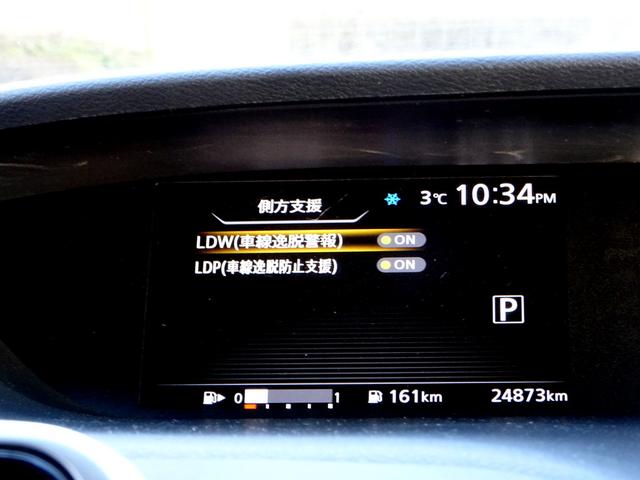 側方支援 3℃ 10:34PM
LDW(車線逸脱警報) ON
LDP(車線逸脱防止支援) ON
P
0 1 161km 24873km